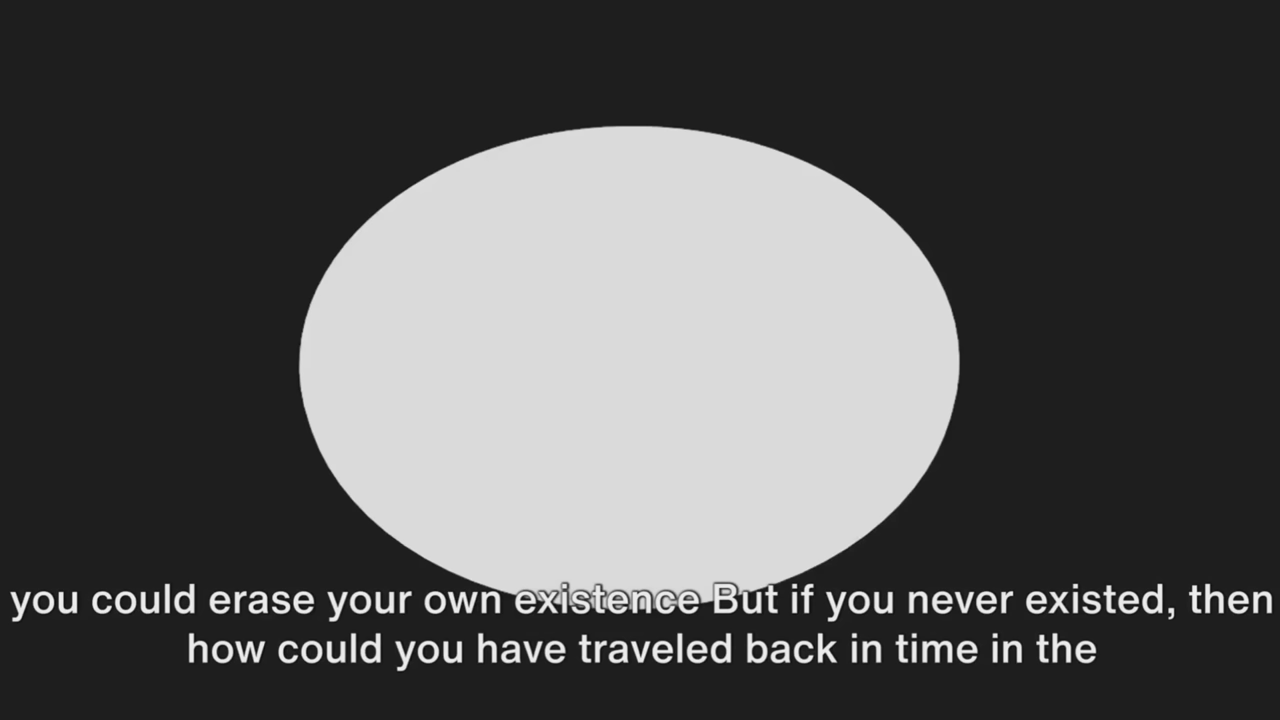 you could erase your own existence But if you never existed, then
how could you have traveled back in time in the